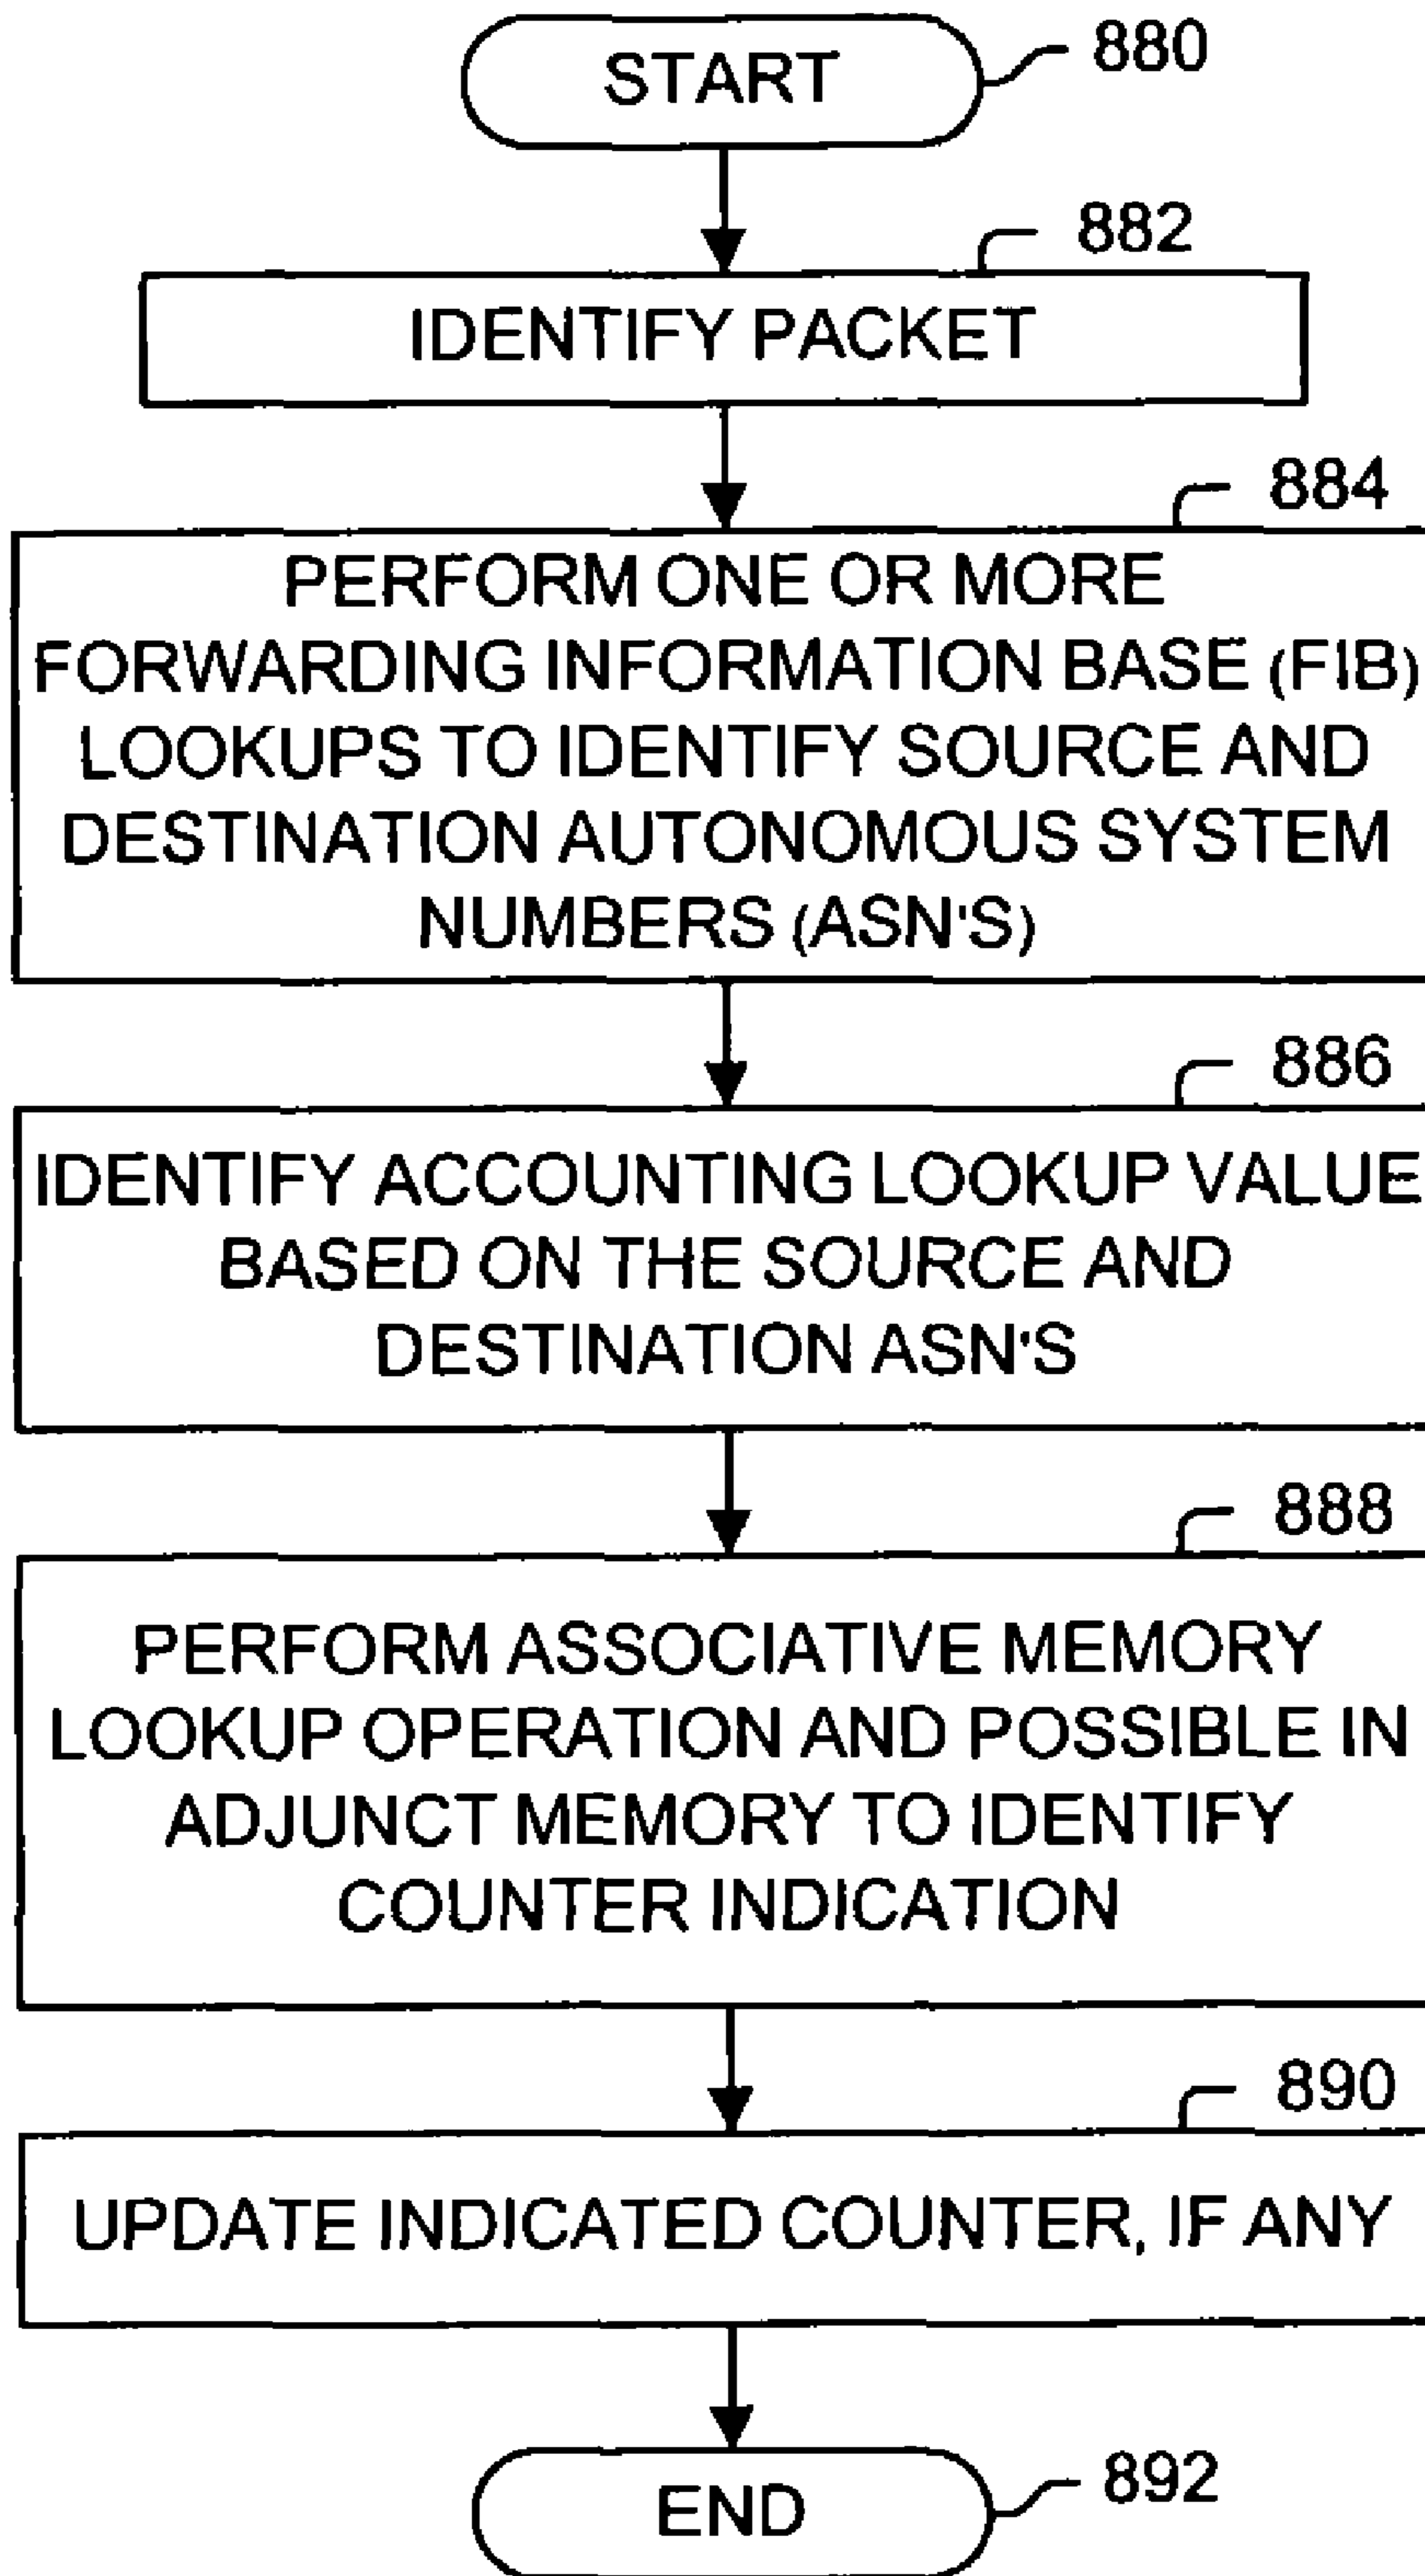 START
880
882
IDENTIFY PACKET
884
PERFORM ONE OR MORE
FORWARDING INFORMATION BASE (FIB)
LOOKUPS TO IDENTIFY SOURCE AND
DESTINATION AUTONOMOUS SYSTEM
NUMBERS (ASN'S)
886
IDENTIFY ACCOUNTING LOOKUP VALUE
BASED ON THE SOURCE AND
DESTINATION ASN'S
888
PERFORM ASSOCIATIVE MEMORY
LOOKUP OPERATION AND POSSIBLE IN
ADJUNCT MEMORY TO IDENTIFY
COUNTER INDICATION
890
UPDATE INDICATED COUNTER, IF ANY
END
892